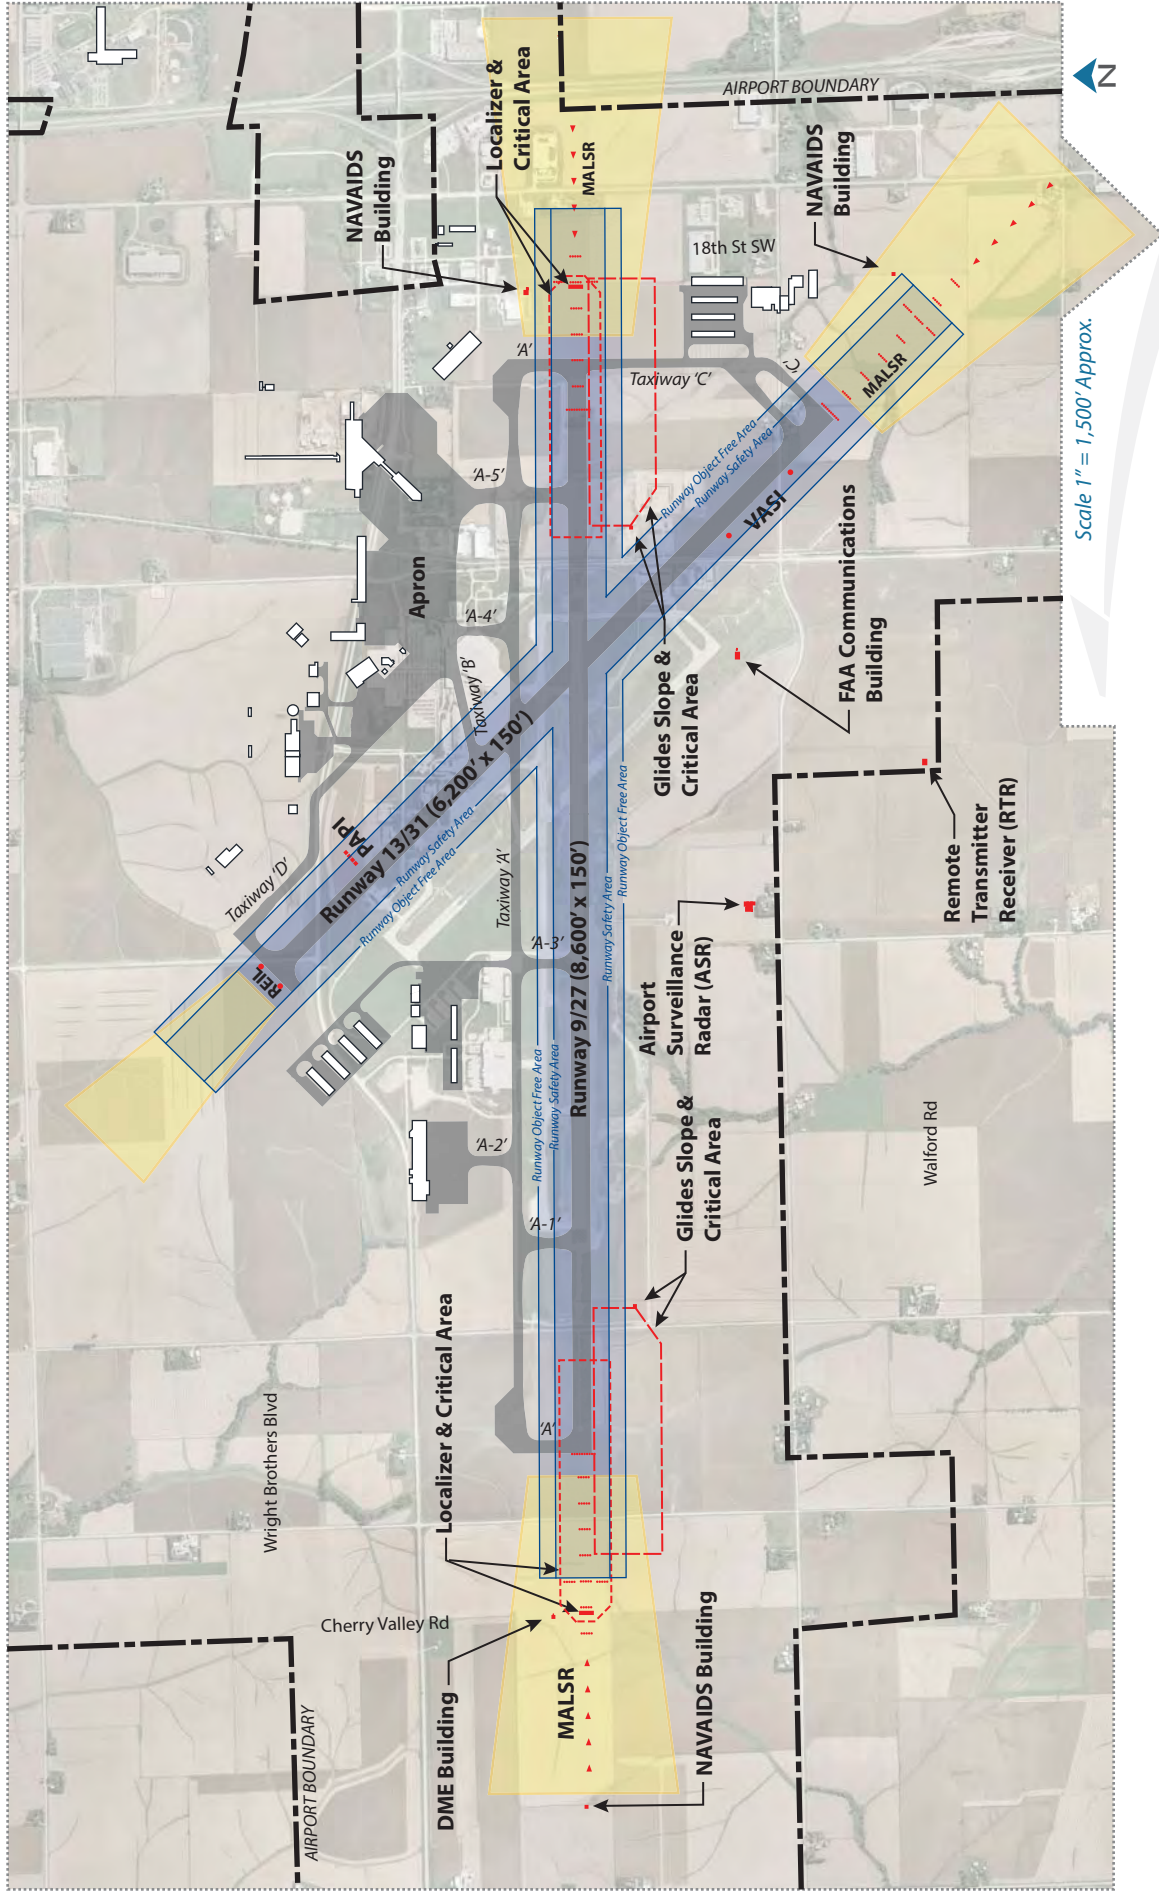 AIRPORT BOUNDARY
Wright Brothers Blvd
Cherry Valley Rd
DME Building
MALSR
NAVAIDS Building
Localizer & Critical Area
'A'
'A-1'
'A-2'
'A-3'
Glides Slope &
Critical Area
Runway Object Free Area
Runway Safety Area
Runway 9/27 (8,600' x 150')
Runway Safety Area
Runway Object Free Area
Taxiway 'A'
REIL
Taxiway 'D'
PAPI
Runway 13/31 (6,200' x 150')
Runway Safety Area
Runway Object Free Area
Taxiway 'B'
'A-4'
Apron
'A-5'
'A'
NAVAIDS
Building
Localizer &
Critical Area
MALSR
AIRPORT BOUNDARY
18th St SW
Taxiway 'C'
'C'
NAVAIDS
Building
MALSR
Runway Object Free Area
Runway Safety Area
VASI
Glides Slope &
Critical Area
FAA Communications
Building
Airport
Surveillance
Radar (ASR)
Remote
Transmitter
Receiver (RTR)
Walford Rd
N
Scale 1" = 1,500' Approx.